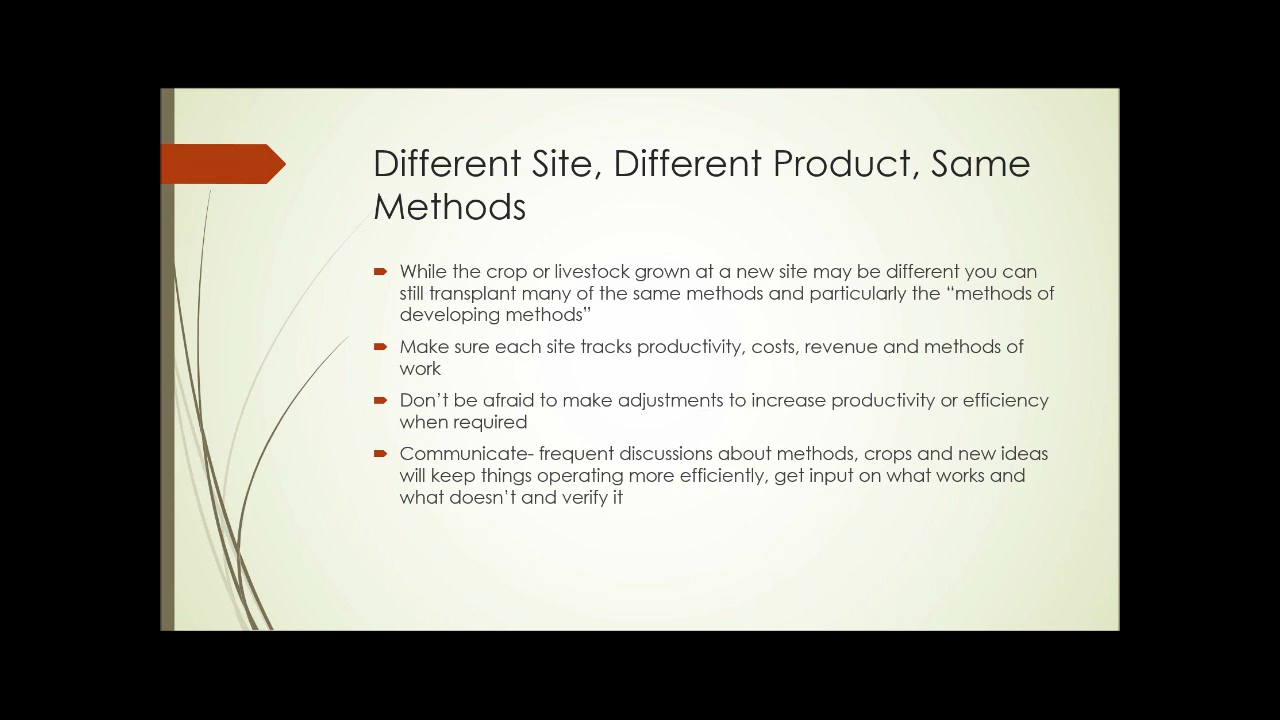 Different Site, Different Product, Same
Methods
While the crop or livestock grown at a new site may be different you can
still transplant many of the same methods and particularly the “methods of
developing methods”
Make sure each site tracks productivity, costs, revenue and methods of
work
Don’t be afraid to make adjustments to increase productivity or efficiency
when required
Communicate- frequent discussions about methods, crops and new ideas
will keep things operating more efficiently, get input on what works and
what doesn’t and verify it